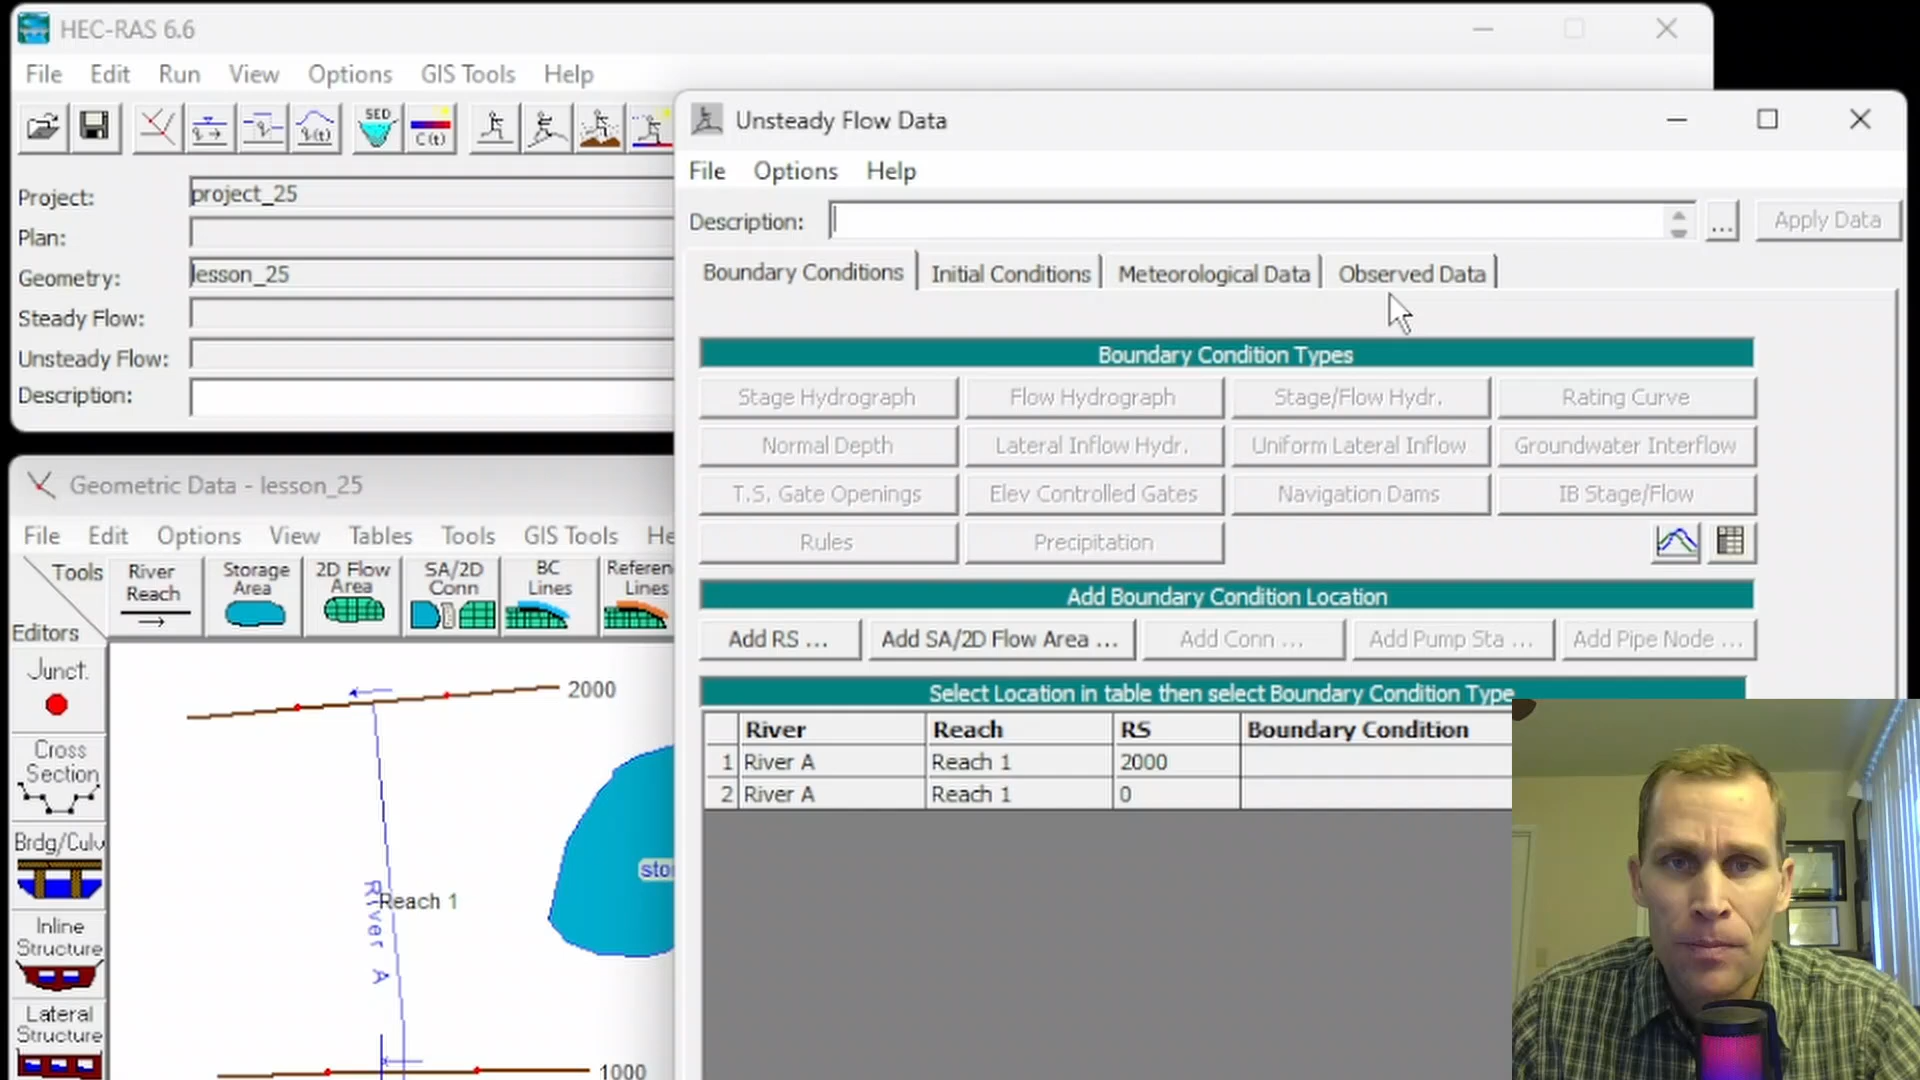 HEC-RAS 6.6
File Edit Run View Options GIS Tools Help
SED
C(t)
Project: project_25
Plan:
Geometry: lesson_25
Steady Flow:
Unsteady Flow:
Description:
Unsteady Flow Data
File Options Help
Description: ... Apply Data
Boundary Conditions Initial Conditions Meteorological Data Observed Data
Boundary Condition Types
Stage Hydrograph Flow Hydrograph Stage/Flow Hydr. Rating Curve
Normal Depth Lateral Inflow Hydr. Uniform Lateral Inflow Groundwater Interflow
T.S. Gate Openings Elev Controlled Gates Navigation Dams IB Stage/Flow
Rules Precipitation
Add Boundary Condition Location
Add RS ... Add SA/2D Flow Area ... Add Conn ... Add Pump Sta ... Add Pipe Node ...
Select Location in table then select Boundary Condition Type
River Reach RS Boundary Condition
1 River A Reach 1 2000
2 River A Reach 1 0
Geometric Data - lesson_25
File Edit Options View Tables Tools GIS Tools He
Tools
Editors
River
Reach
Storage
Area
2D Flow
Area
SA/2D
Conn
BC
Lines
Referen
Lines
Junct.
Cross
Section
Brdg/Culv
Inline
Structure
Lateral
Structure
2000
River A
Reach 1
sto
1000